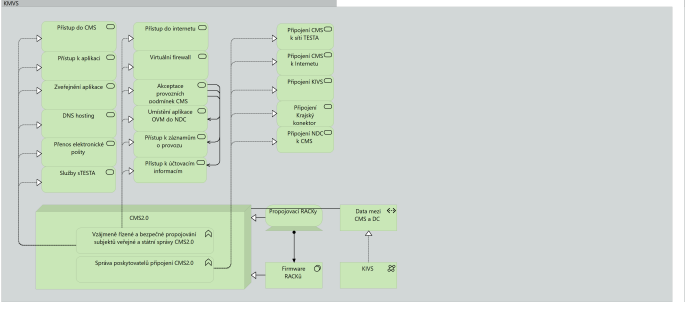 KMVS
Přístup do CMS
Přístup k aplikaci
Zveřejnění aplikace
DNS hosting
Přenos elektronické
pošty
Služby sTESTA
Přístup do internetu
Virtuální firewall
Akceptace
provozních
podmínek CMS
Umístění aplikace
OVM do NDC
Přístup k záznamům
o provozu
Přístup k účtovacím
informacím
Připojení CMS
k síti TESTA
Připojení CMS
k Internetu
Připojení KIVS
Připojení
Krajský
konektor
Připojení NDC
k CMS
CMS2.0
Vzájemně řízené a bezpečné propojování
subjektů veřejné a státní správy CMS2.0
Správa poskytovatelů připojení CMS2.0
Propojovací RACKy
Firmware
RACKů
Data mezi
CMS a DC
KIVS